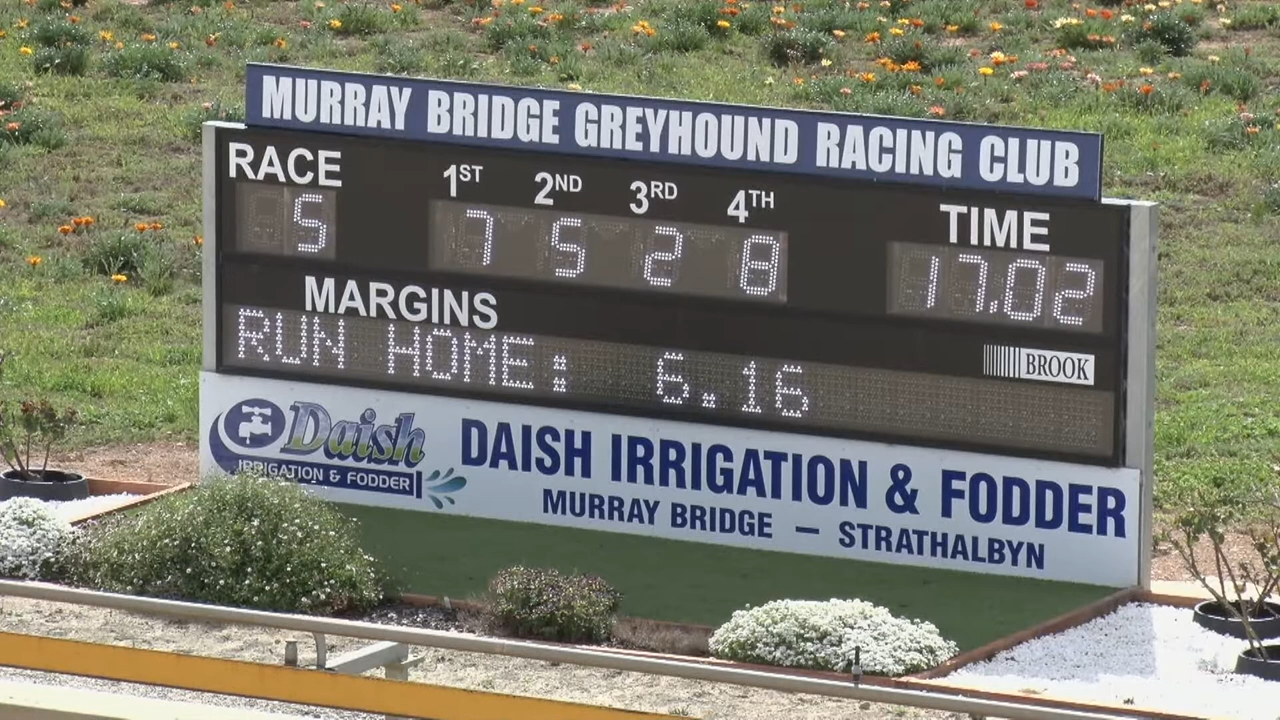 MURRAY BRIDGE GREYHOUND RACING CLUB
RACE 1ST 2ND 3RD 4TH TIME
5 7 5 2 8 17.02
MARGINS
RUN HOME: 6.16
BROOK
Daish
IRRIGATION & FODDER
DAISH IRRIGATION & FODDER
MURRAY BRIDGE — STRATHALBYN